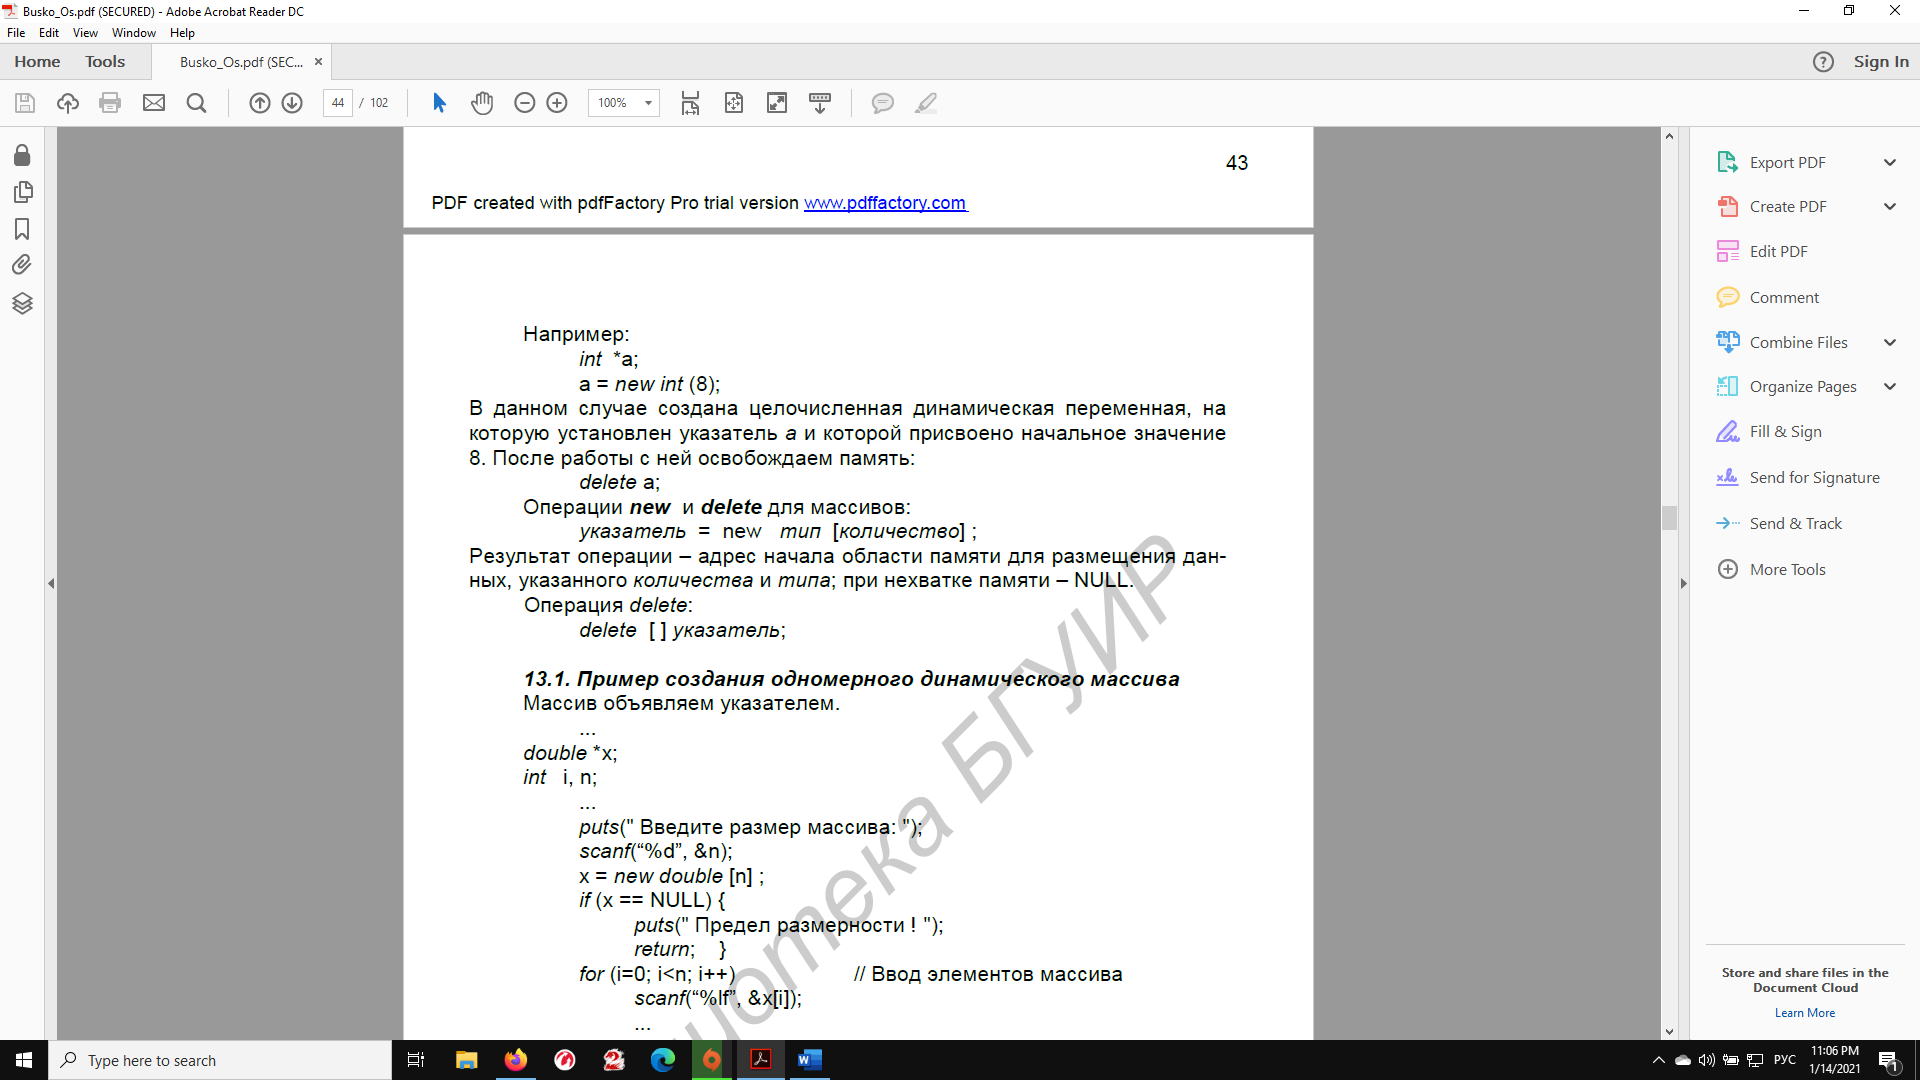 Busko_Os.pdf (SECURED) - Adobe Acrobat Reader DC
File Edit View Window Help
Home Tools Busko_Os.pdf (SEC... × Sign In
44 / 102 100%
43
PDF created with pdfFactory Pro trial version www.pdffactory.com
Например:
int *a;
a = new int (8);
В данном случае создана целочисленная динамическая переменная, на
которую установлен указатель a и которой присвоено начальное значение
8. После работы с ней освобождаем память:
delete a;
Операции new и delete для массивов:
указатель = new тип [количество] ;
Результат операции – адрес начала области памяти для размещения дан-
ных, указанного количества и типа; при нехватке памяти – NULL.
Операция delete:
delete [ ] указатель;
13.1. Пример создания одномерного динамического массива
Массив объявляем указателем.
...
double *x;
int i, n;
...
puts(" Введите размер массива: ");
scanf(“%d”, &n);
x = new double [n] ;
if (x == NULL) {
puts(" Предел размерности ! ");
return; }
for (i=0; i<n; i++) // Ввод элементов массива
scanf(“%lf”, &x[i]);
...
иотека БГУИР
Export PDF
Create PDF
Edit PDF
Comment
Combine Files
Organize Pages
Fill & Sign
Send for Signature
Send & Track
More Tools
Store and share files in the
Document Cloud
Learn More
Type here to search
РУС
11:06 PM
1/14/2021
1